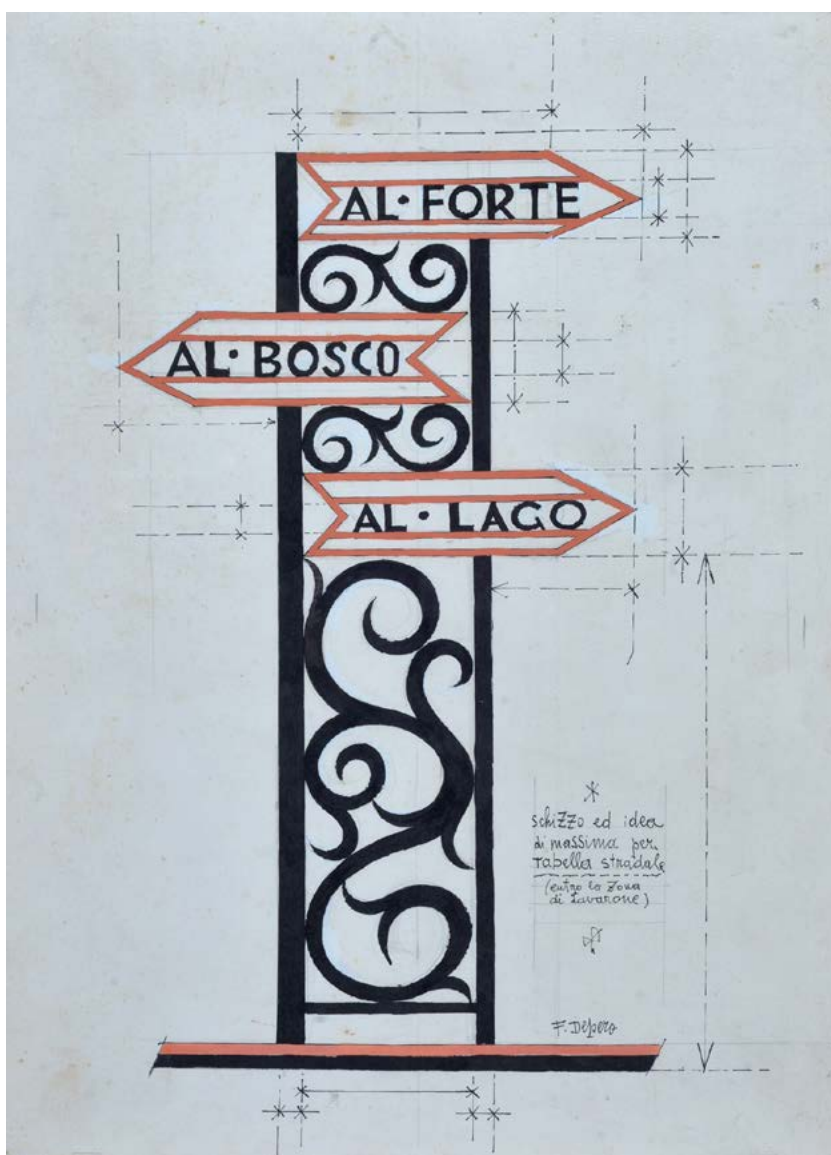 AL·FORTE
AL·BOSCO
AL·LAGO
schizzo ed idea
di massima per
tabella stradale
(entro la zona
di Lavarone)
F. Depero